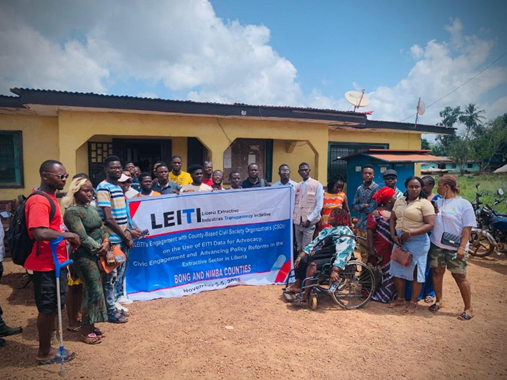 LEITI Liberia Extractive
Industries Transparency Initiative
LEITI's Engagement with County-Based Civil Society Organizations (CSOs)
on the Use of EITI Data for Advocacy,
Civic Engagement and Advancing Policy Reforms in the
Extractive Sector in Liberia
BONG AND NIMBA COUNTIES
November